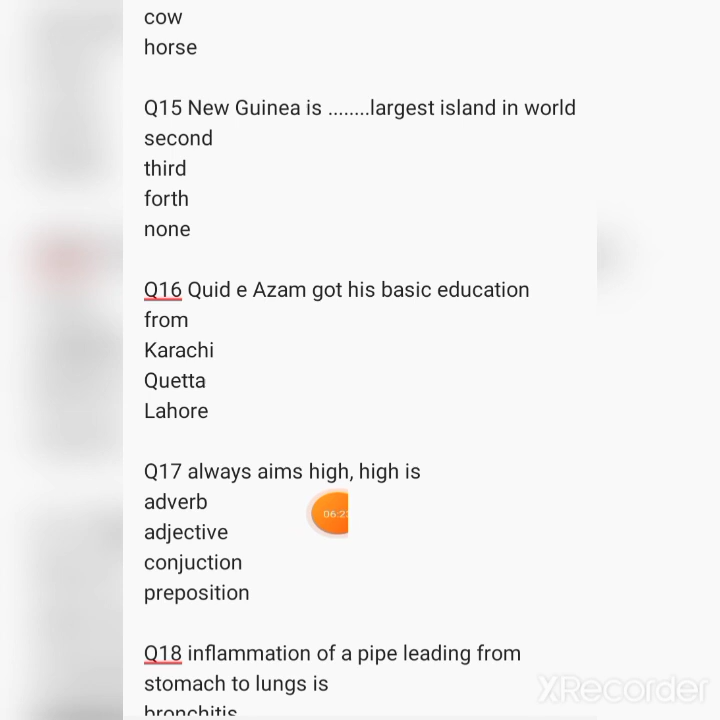 cow
horse
Q15 New Guinea is ........largest island in world
second
third
forth
none
Q16 Quid e Azam got his basic education
from
Karachi
Quetta
Lahore
Q17 always aims high, high is
adverb
adjective
conjuction
preposition
Q18 inflammation of a pipe leading from
stomach to lungs is
bronchitis
XRecorder